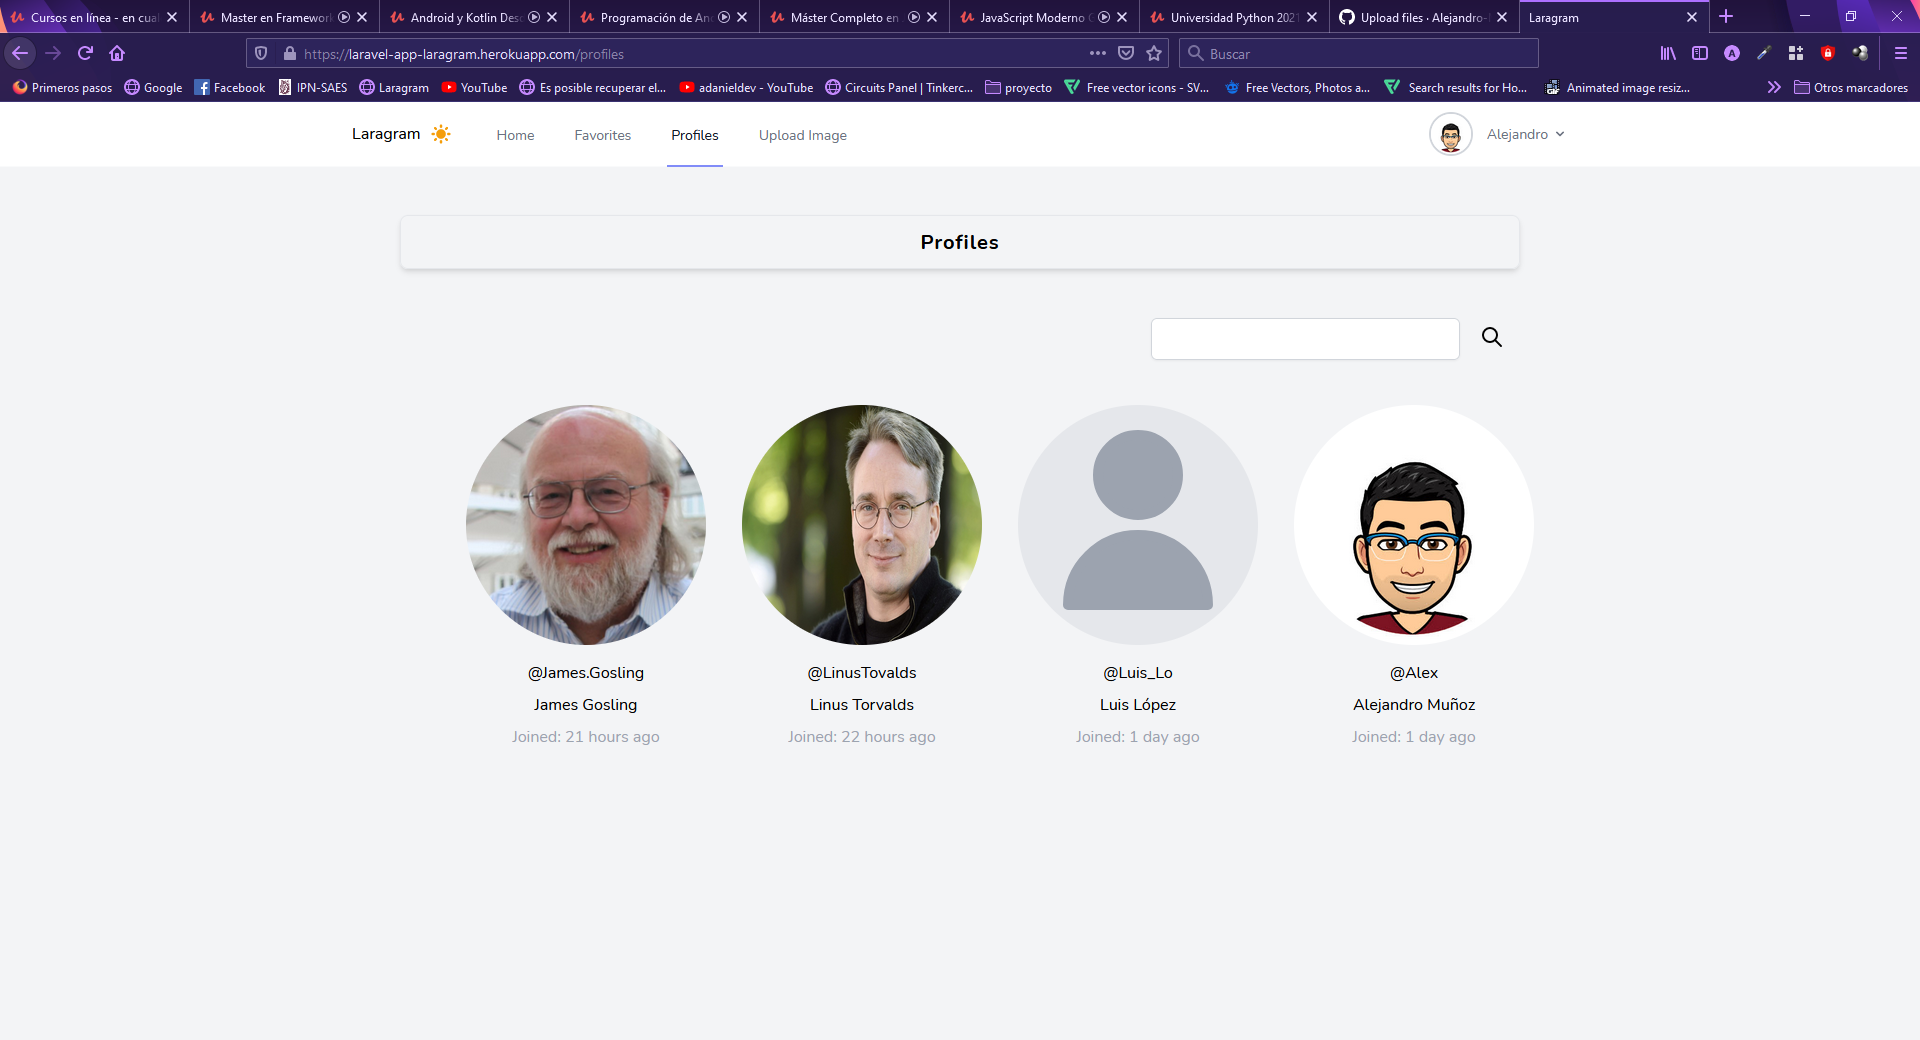 Cursos en línea - en cual
Master en Framework
Android y Kotlin Des
Programación de An
Máster Completo en
JavaScript Moderno
Universidad Python 2021
Upload files · Alejandro-
Laragram
https://laravel-app-laragram.herokuapp.com/profiles
Buscar
Primeros pasos
Google
Facebook
IPN-SAES
Laragram
YouTube
Es posible recuperar el...
adanieldev - YouTube
Circuits Panel | Tinkerc...
proyecto
Free vector icons - SV...
Free Vectors, Photos a...
Search results for Ho...
Animated image resiz...
Otros marcadores
Laragram
Home
Favorites
Profiles
Upload Image
Alejandro
Profiles
@James.Gosling
James Gosling
Joined: 21 hours ago
@LinusTovalds
Linus Torvalds
Joined: 22 hours ago
@Luis_Lo
Luis López
Joined: 1 day ago
@Alex
Alejandro Muñoz
Joined: 1 day ago